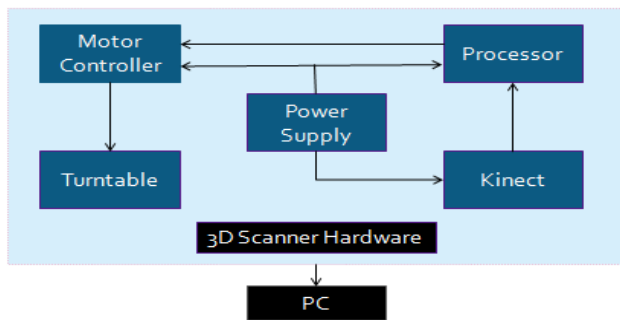 Motor
Controller
Processor
Power
Supply
Turntable
Kinect
3D Scanner Hardware
PC